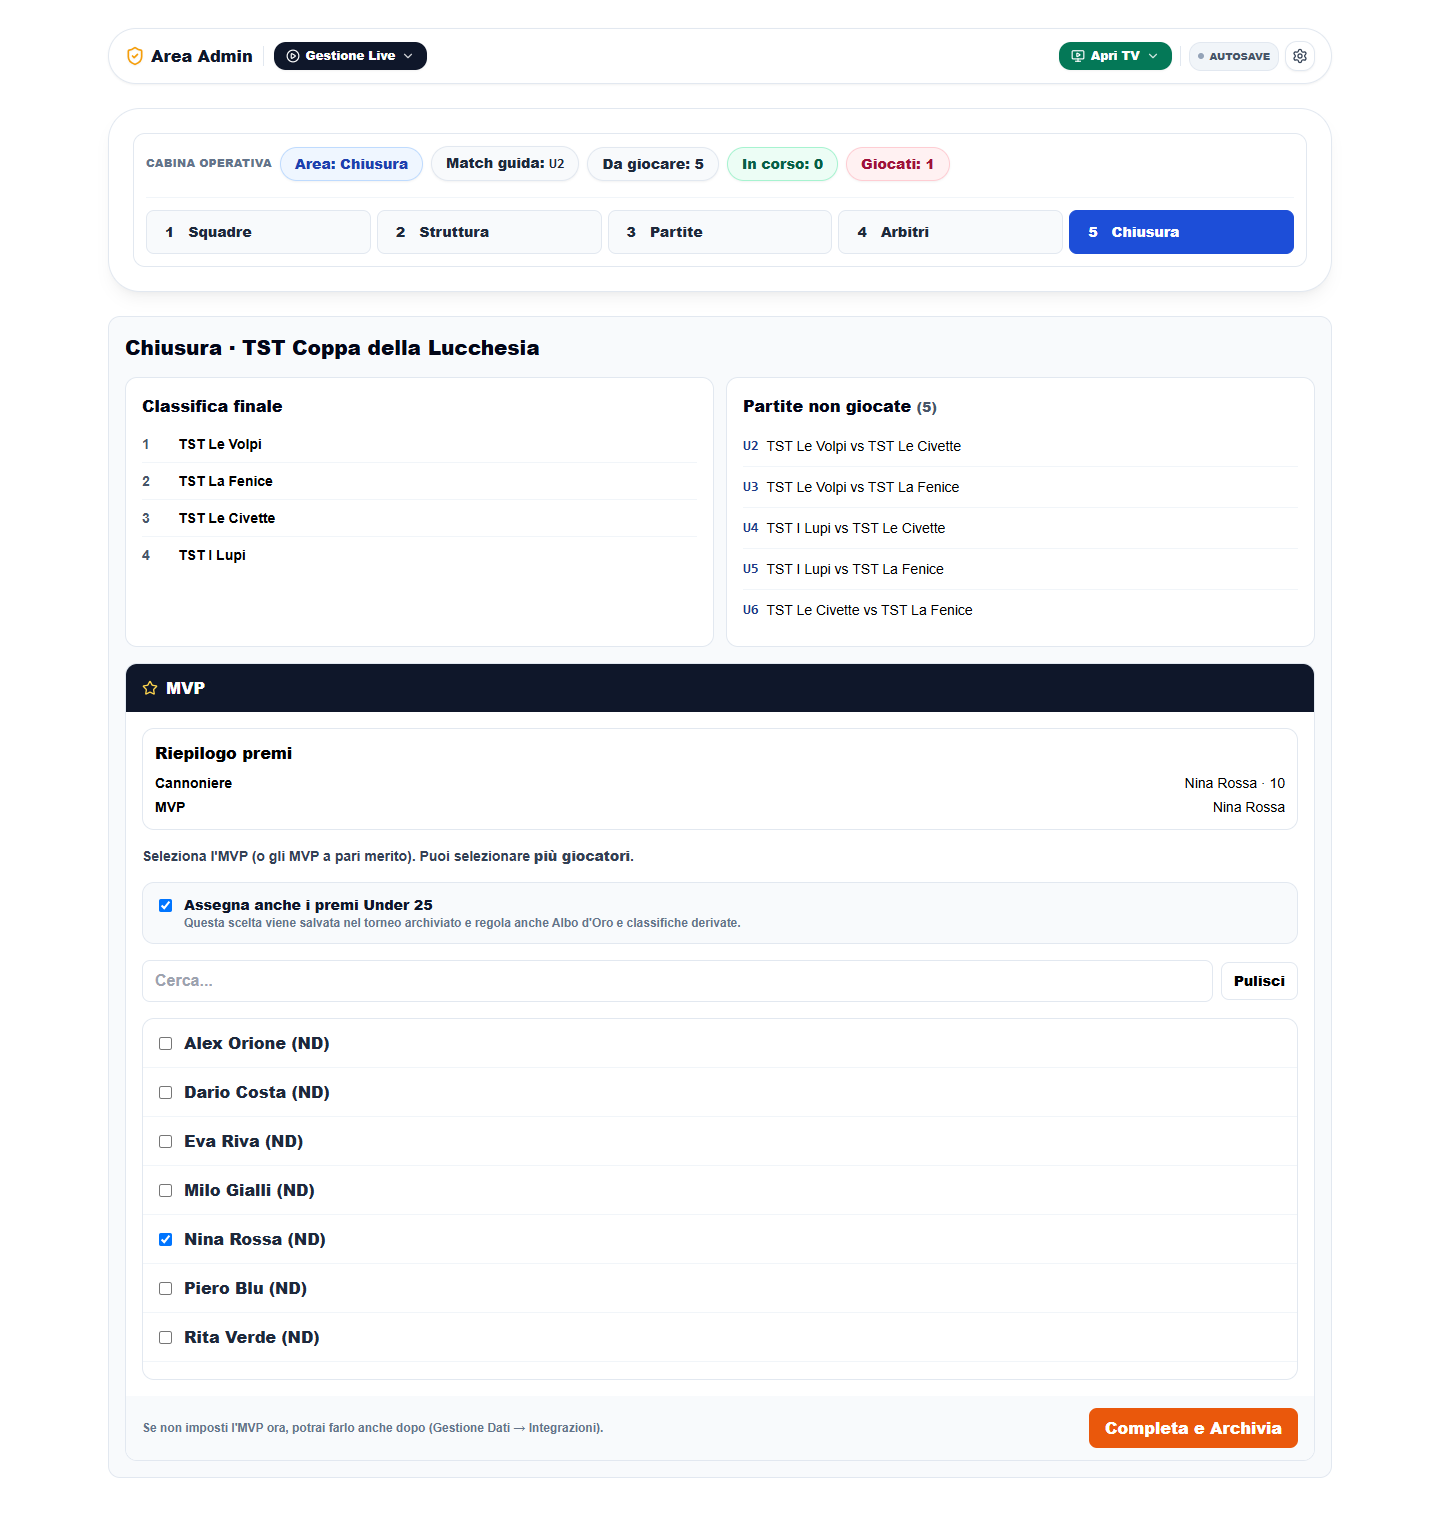 Area Admin
Gestione Live
Apri TV
AUTOSAVE
CABINA OPERATIVA
Area: Chiusura
Match guida: U2
Da giocare: 5
In corso: 0
Giocati: 1
1 Squadre
2 Struttura
3 Partite
4 Arbitri
5 Chiusura
Chiusura · TST Coppa della Lucchesia
Classifica finale
1 TST Le Volpi
2 TST La Fenice
3 TST Le Civette
4 TST I Lupi
Partite non giocate (5)
U2 TST Le Volpi vs TST Le Civette
U3 TST Le Volpi vs TST La Fenice
U4 TST I Lupi vs TST Le Civette
U5 TST I Lupi vs TST La Fenice
U6 TST Le Civette vs TST La Fenice
MVP
Riepilogo premi
Cannoniere Nina Rossa · 10
MVP Nina Rossa
Seleziona l'MVP (o gli MVP a pari merito). Puoi selezionare più giocatori.
Assegna anche i premi Under 25
Questa scelta viene salvata nel torneo archiviato e regola anche Albo d'Oro e classifiche derivate.
Cerca...
Pulisci
Alex Orione (ND)
Dario Costa (ND)
Eva Riva (ND)
Milo Gialli (ND)
Nina Rossa (ND)
Piero Blu (ND)
Rita Verde (ND)
Se non imposti l'MVP ora, potrai farlo anche dopo (Gestione Dati → Integrazioni).
Completa e Archivia